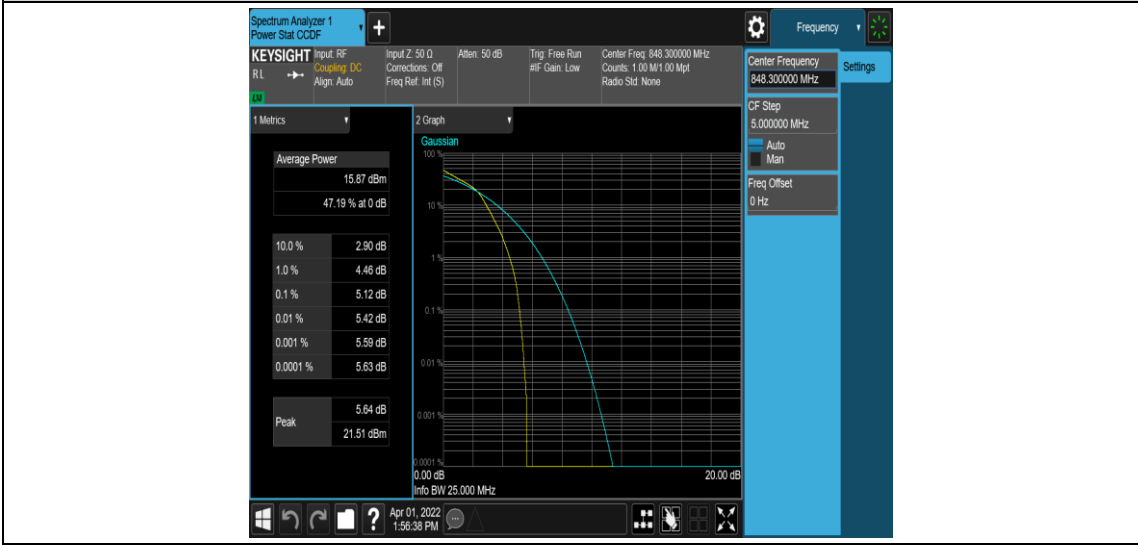 Spectrum Analyzer 1
Power Stat CCDF
+
Frequency
KEYSIGHT
R L
LNI
Input: RF
Coupling: DC
Align: Auto
Input Z: 50 Ω
Corrections: Off
Freq Ref: Int (S)
Atten: 50 dB
Trig: Free Run
#IF Gain: Low
Center Freq: 848.300000 MHz
Counts: 1.00 M/1.00 Mpt
Radio Std: None
Center Frequency
848.300000 MHz
Settings
CF Step
5.000000 MHz
Auto
Man
Freq Offset
0 Hz
1 Metrics
Average Power
15.87 dBm
47.19 % at 0 dB
10.0 % 2.90 dB
1.0 % 4.46 dB
0.1 % 5.12 dB
0.01 % 5.42 dB
0.001 % 5.59 dB
0.0001 % 5.63 dB
Peak
5.64 dB
21.51 dBm
2 Graph
Gaussian
100 %
10 %
1 %
0.1 %
0.01 %
0.001 %
0.0001 %
0.00 dB 20.00 dB
Info BW 25.000 MHz
?
Apr 01, 2022
1:56:38 PM